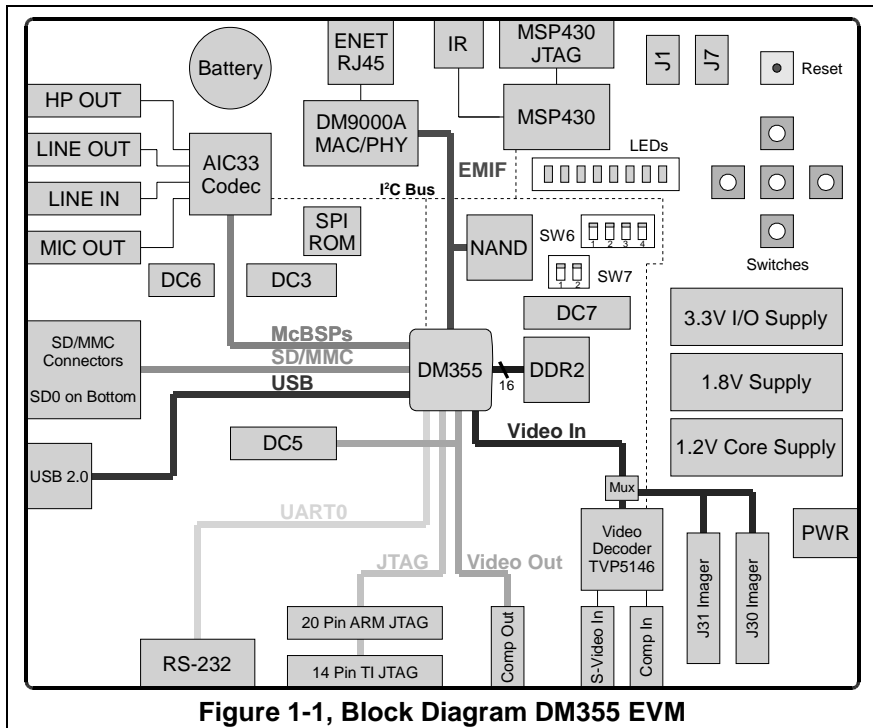 ENET
RJ45
IR
MSP430
JTAG
J1
J7
Reset
Battery
HP OUT
LINE OUT
LINE IN
MIC OUT
AIC33
Codec
DM9000A
MAC/PHY
MSP430
EMIF
LEDs
I²C Bus
SPI
ROM
NAND
SW6
1 2 3 4
SW7
1 2
Switches
DC6
DC3
DC7
3.3V I/O Supply
1.8V Supply
1.2V Core Supply
SD/MMC
Connectors
SD0 on Bottom
McBSPs
SD/MMC
USB
DM355
16
DDR2
Video In
DC5
USB 2.0
Mux
UART0
Video
Decoder
TVP5146
J31 Imager
J30 Imager
PWR
JTAG
Video Out
20 Pin ARM JTAG
14 Pin TI JTAG
RS-232
Comp Out
S-Video In
Comp In
Figure 1-1, Block Diagram DM355 EVM